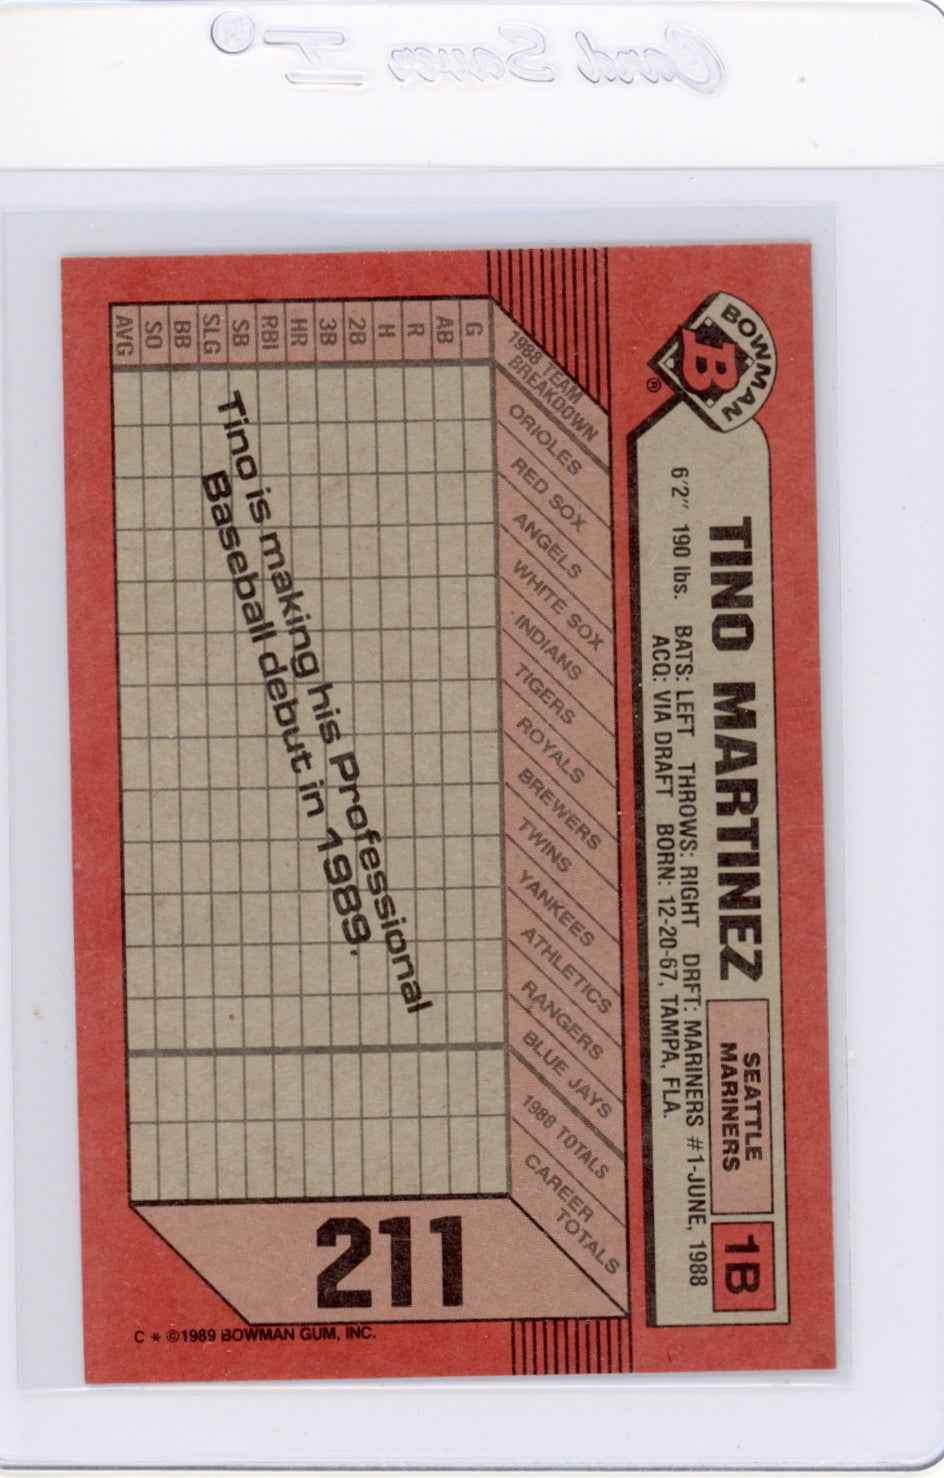 Card Saver I ®
BOWMAN
B
®
TINO MARTINEZ
SEATTLE
MARINERS
1B
6'2" 190 lbs. BATS: LEFT THROWS: RIGHT DRFT: MARINERS #1-JUNE, 1988
ACQ: VIA DRAFT BORN: 12-20-67, TAMPA, FLA.
1988 TEAM
BREAKDOWN
ORIOLES
RED SOX
ANGELS
WHITE SOX
INDIANS
TIGERS
ROYALS
BREWERS
TWINS
YANKEES
ATHLETICS
RANGERS
BLUE JAYS
1988 TOTALS
CAREER
TOTALS
G
AB
R
H
2B
3B
HR
RBI
SB
SLG
BB
SO
AVG
Tino is making his Professional
Baseball debut in 1989.
211
C * ©1989 BOWMAN GUM, INC.